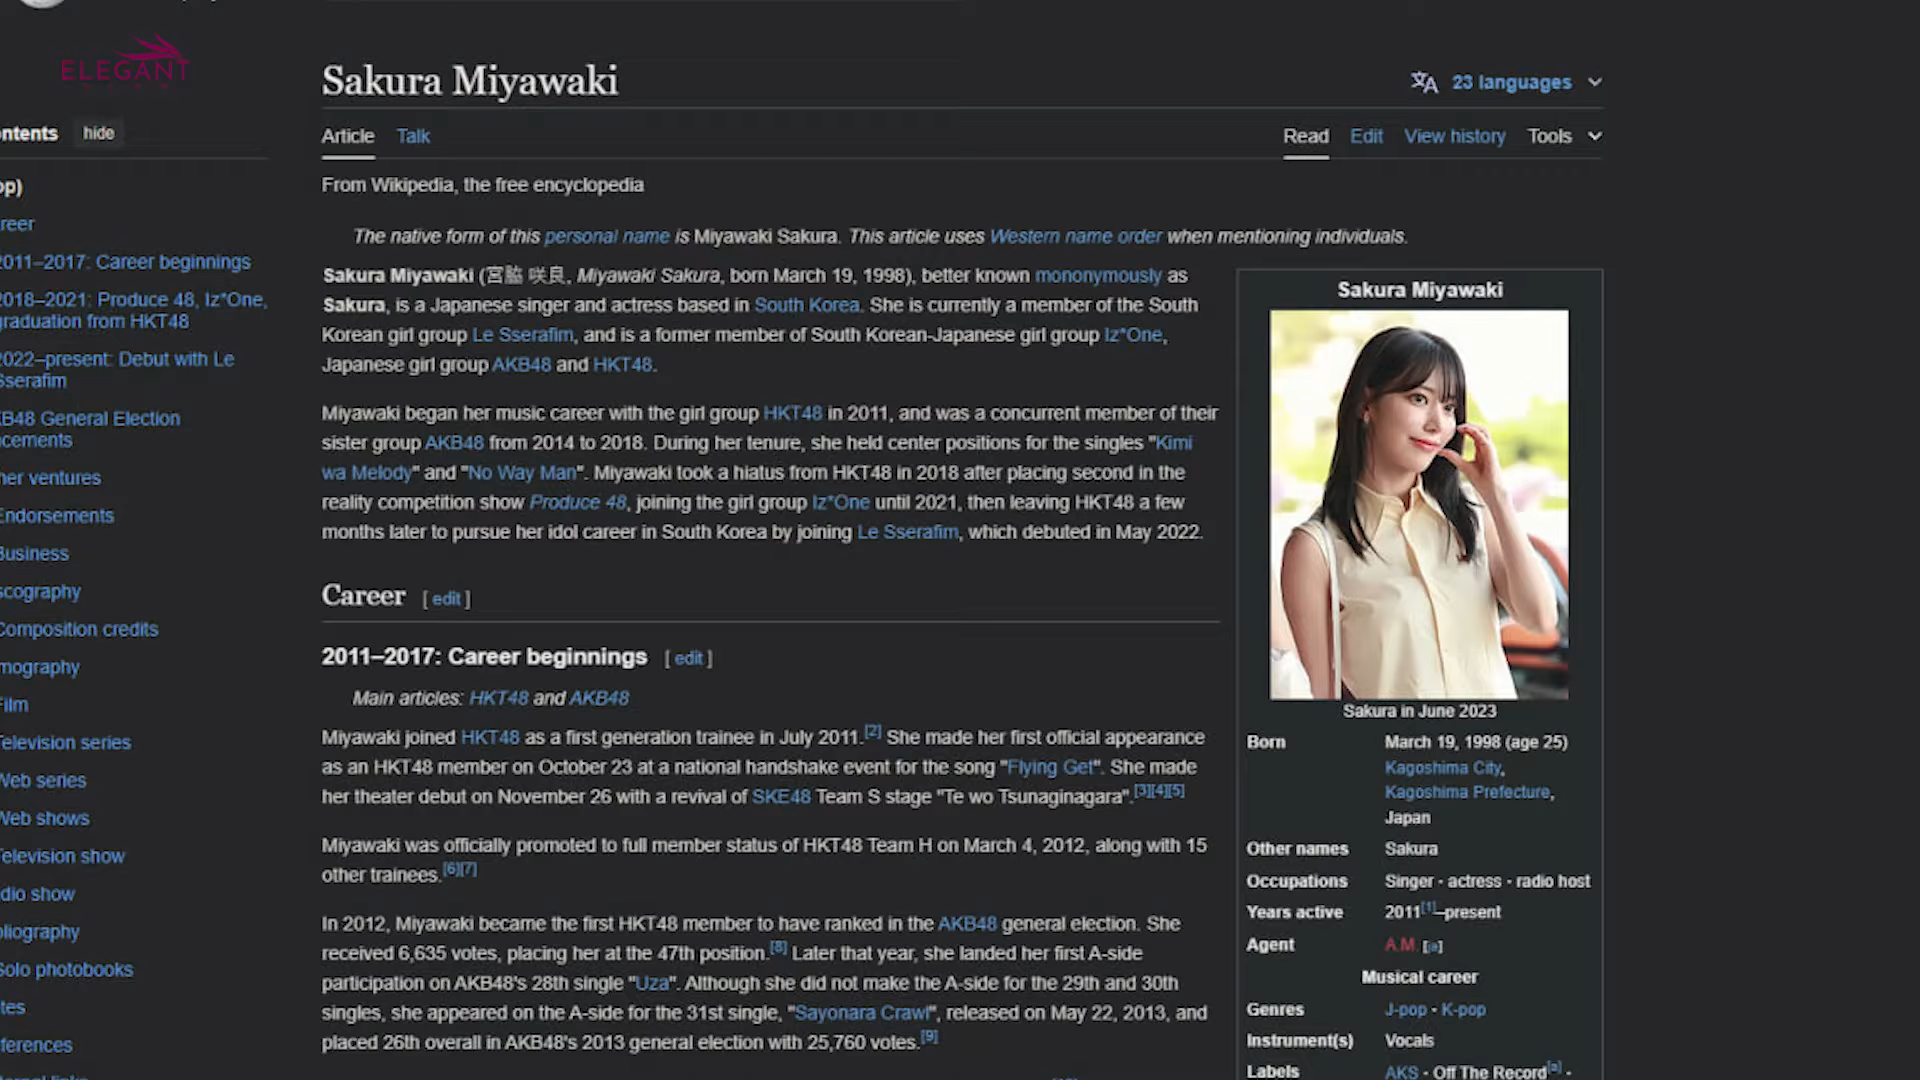 ELEGANT
Sakura Miyawaki
23 languages
ntents hide
Article Talk
Read Edit View history Tools
From Wikipedia, the free encyclopedia
op)
reer
2011–2017: Career beginnings
2018–2021: Produce 48, Iz*One,
graduation from HKT48
2022–present: Debut with Le
Sserafim
KB48 General Election
acements
her ventures
Endorsements
Business
scography
Composition credits
mography
Film
Television series
Web series
Web shows
Television show
dio show
bliography
Solo photobooks
tes
ferences
The native form of this personal name is Miyawaki Sakura. This article uses Western name order when mentioning individuals.
Sakura Miyawaki (宮脇 咲良, Miyawaki Sakura, born March 19, 1998), better known mononymously as
Sakura, is a Japanese singer and actress based in South Korea. She is currently a member of the South
Korean girl group Le Sserafim, and is a former member of South Korean-Japanese girl group Iz*One,
Japanese girl group AKB48 and HKT48.
Miyawaki began her music career with the girl group HKT48 in 2011, and was a concurrent member of their
sister group AKB48 from 2014 to 2018. During her tenure, she held center positions for the singles "Kimi
wa Melody" and "No Way Man". Miyawaki took a hiatus from HKT48 in 2018 after placing second in the
reality competition show Produce 48, joining the girl group Iz*One until 2021, then leaving HKT48 a few
months later to pursue her idol career in South Korea by joining Le Sserafim, which debuted in May 2022.
Career [ edit ]
2011–2017: Career beginnings [ edit ]
Main articles: HKT48 and AKB48
Miyawaki joined HKT48 as a first generation trainee in July 2011.[2] She made her first official appearance
as an HKT48 member on October 23 at a national handshake event for the song "Flying Get". She made
her theater debut on November 26 with a revival of SKE48 Team S stage "Te wo Tsunaginagara".[3][4][5]
Miyawaki was officially promoted to full member status of HKT48 Team H on March 4, 2012, along with 15
other trainees.[6][7]
In 2012, Miyawaki became the first HKT48 member to have ranked in the AKB48 general election. She
received 6,635 votes, placing her at the 47th position.[8] Later that year, she landed her first A-side
participation on AKB48's 28th single "Uza". Although she did not make the A-side for the 29th and 30th
singles, she appeared on the A-side for the 31st single, "Sayonara Crawl", released on May 22, 2013, and
placed 26th overall in AKB48's 2013 general election with 25,760 votes.[9]
Sakura Miyawaki
Sakura in June 2023
Born March 19, 1998 (age 25)
Kagoshima City,
Kagoshima Prefecture,
Japan
Other names Sakura
Occupations Singer · actress · radio host
Years active 2011[1]–present
Agent A.M. [a]
Musical career
Genres J-pop · K-pop
Instrument(s) Vocals
Labels AKS · Off The Record[a] ·